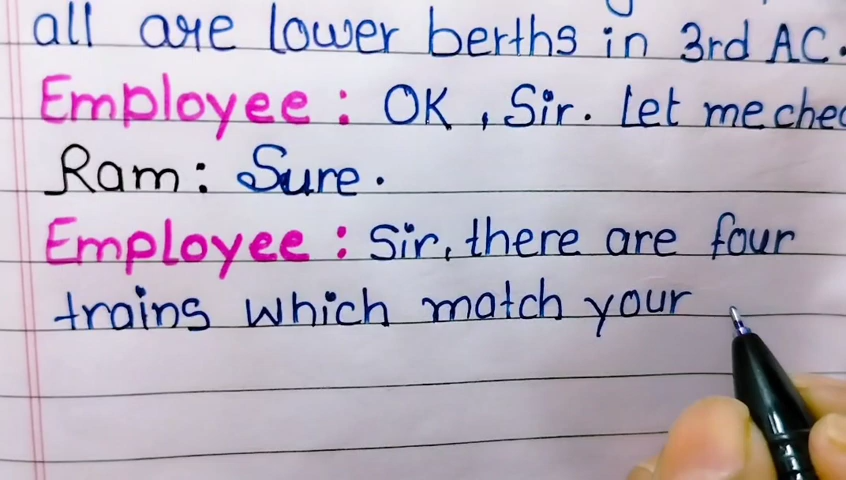 all are lower berths in 3rd AC.
Employee: OK, Sir. Let me chec
Ram: Sure.
Employee: Sir, there are four
trains which match your